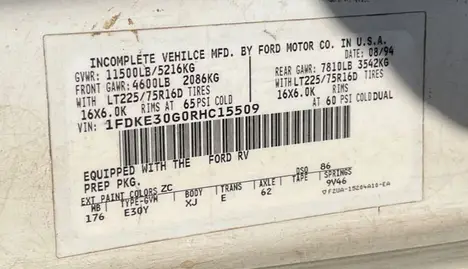 INCOMPLETE VEHILCE MFD. BY FORD MOTOR CO. IN U.S.A.
DATE: 08/94
GVWR: 11500LB/5216KG
FRONT GAWR: 4600LB 2086KG
REAR GAWR: 7810LB 3542KG
WITH LT225/75R16D TIRES
WITH LT225/75R16D TIRES
16X6.0K RIMS AT 65PSI COLD
16X6.0K RIMS AT 60 PSI COLD DUAL
VIN: 1FDKE30G0RHC15509
EQUIPPED WITH THE FORD RV
PREP PKG.
EXT PAINT COLORS ZC DSO 86
WB TYPE-GVW BODY TRANS AXLE TAPE SPRINGS
176 E30Y XJ E 62 9V46